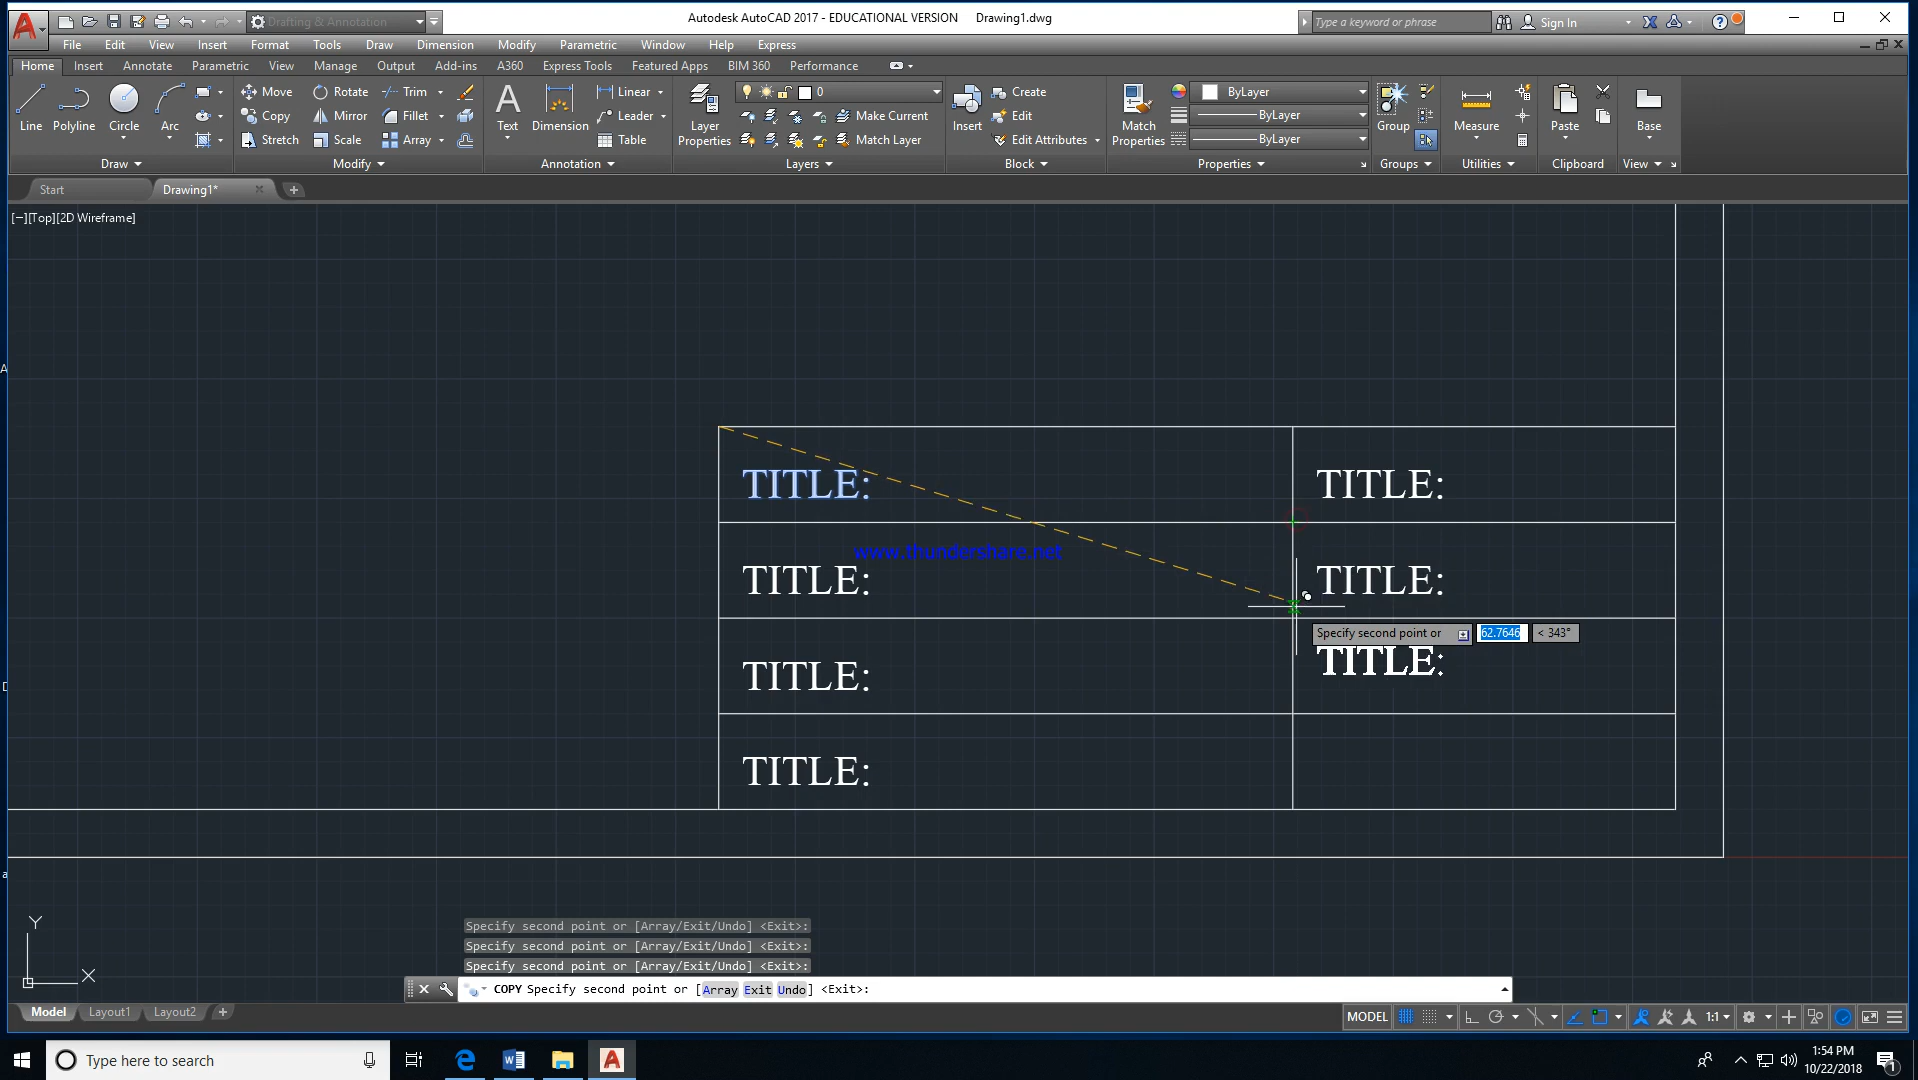 Drafting & Annotation
Autodesk AutoCAD 2017 - EDUCATIONAL VERSION Drawing1.dwg
Type a keyword or phrase
Sign In
File Edit View Insert Format Tools Draw Dimension Modify Parametric Window Help Express
Home Insert Annotate Parametric View Manage Output Add-ins A360 Express Tools Featured Apps BIM 360 Performance
Line Polyline Circle Arc
Move Rotate Trim
Copy Mirror Fillet
Stretch Scale Array
Text Dimension
Linear
Leader
Table
Layer Properties
0
Make Current
Match Layer
Insert
Create
Edit
Edit Attributes
Match Properties
ByLayer
ByLayer
ByLayer
Group
Measure
Paste
Base
Draw Modify Annotation Layers Block Properties Groups Utilities Clipboard View
Start Drawing1*
[−][Top][2D Wireframe]
TITLE: TITLE:
www.thundershare.net
TITLE: TITLE:
Specify second point or 62.7646 < 343°
TITLE: TITLE:
TITLE:
A
D
a
Y
X
Specify second point or [Array/Exit/Undo] <Exit>:
Specify second point or [Array/Exit/Undo] <Exit>:
Specify second point or [Array/Exit/Undo] <Exit>:
COPY Specify second point or [Array Exit Undo] <Exit>:
Model Layout1 Layout2
MODEL 1:1
Type here to search
1:54 PM
10/22/2018
1